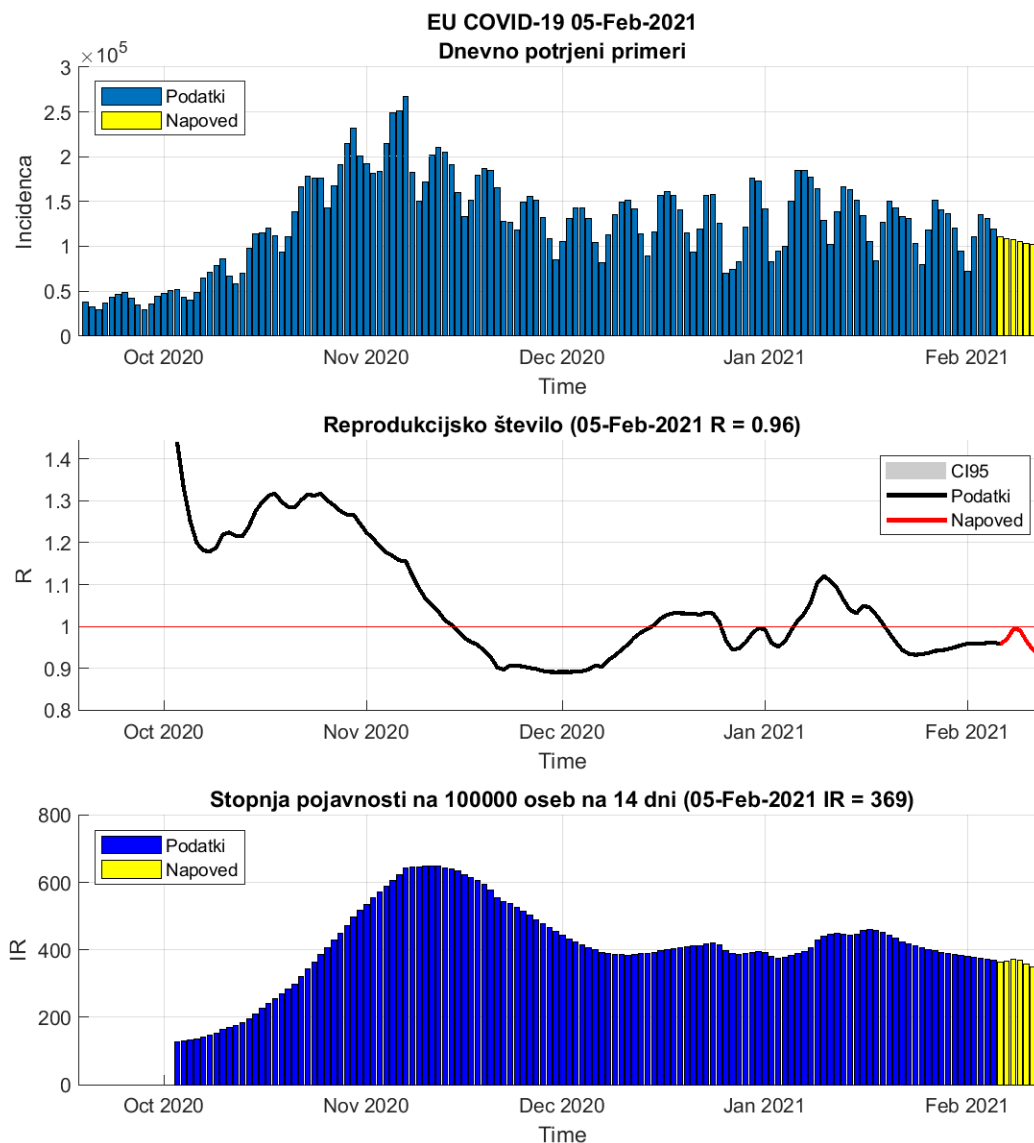 EU COVID-19 05-Feb-2021
Dnevno potrjeni primeri
×10^5
3
2.5
2
1.5
1
0.5
0
Incidenca
Podatki
Napoved
Oct 2020 Nov 2020 Dec 2020 Jan 2021 Feb 2021
Time
Reprodukcijsko število (05-Feb-2021 R = 0.96)
1.4
1.3
1.2
1.1
1
0.9
0.8
R
CI95
Podatki
Napoved
Oct 2020 Nov 2020 Dec 2020 Jan 2021 Feb 2021
Time
Stopnja pojavnosti na 100000 oseb na 14 dni (05-Feb-2021 IR = 369)
800
600
400
200
0
IR
Podatki
Napoved
Oct 2020 Nov 2020 Dec 2020 Jan 2021 Feb 2021
Time